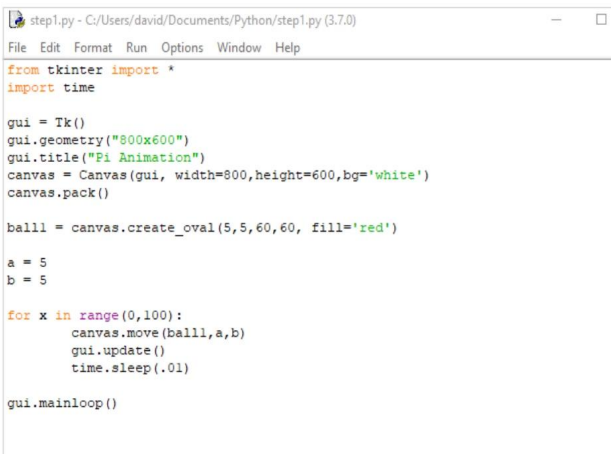 step1.py - C:/Users/david/Documents/Python/step1.py (3.7.0)
File Edit Format Run Options Window Help
from tkinter import *
import time

gui = Tk()
gui.geometry("800x600")
gui.title("Pi Animation")
canvas = Canvas(gui, width=800,height=600,bg='white')
canvas.pack()

ball1 = canvas.create_oval(5,5,60,60, fill='red')

a = 5
b = 5

for x in range(0,100):
        canvas.move(ball1,a,b)
        gui.update()
        time.sleep(.01)

gui.mainloop()